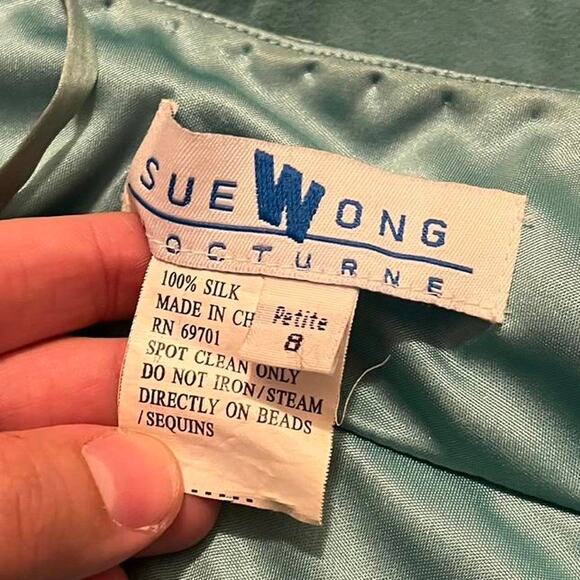 SUE WONG
NOCTURNE
Petite
8
100% SILK
MADE IN CH
RN 69701
SPOT CLEAN ONLY
DO NOT IRON/STEAM
DIRECTLY ON BEADS
/SEQUINS